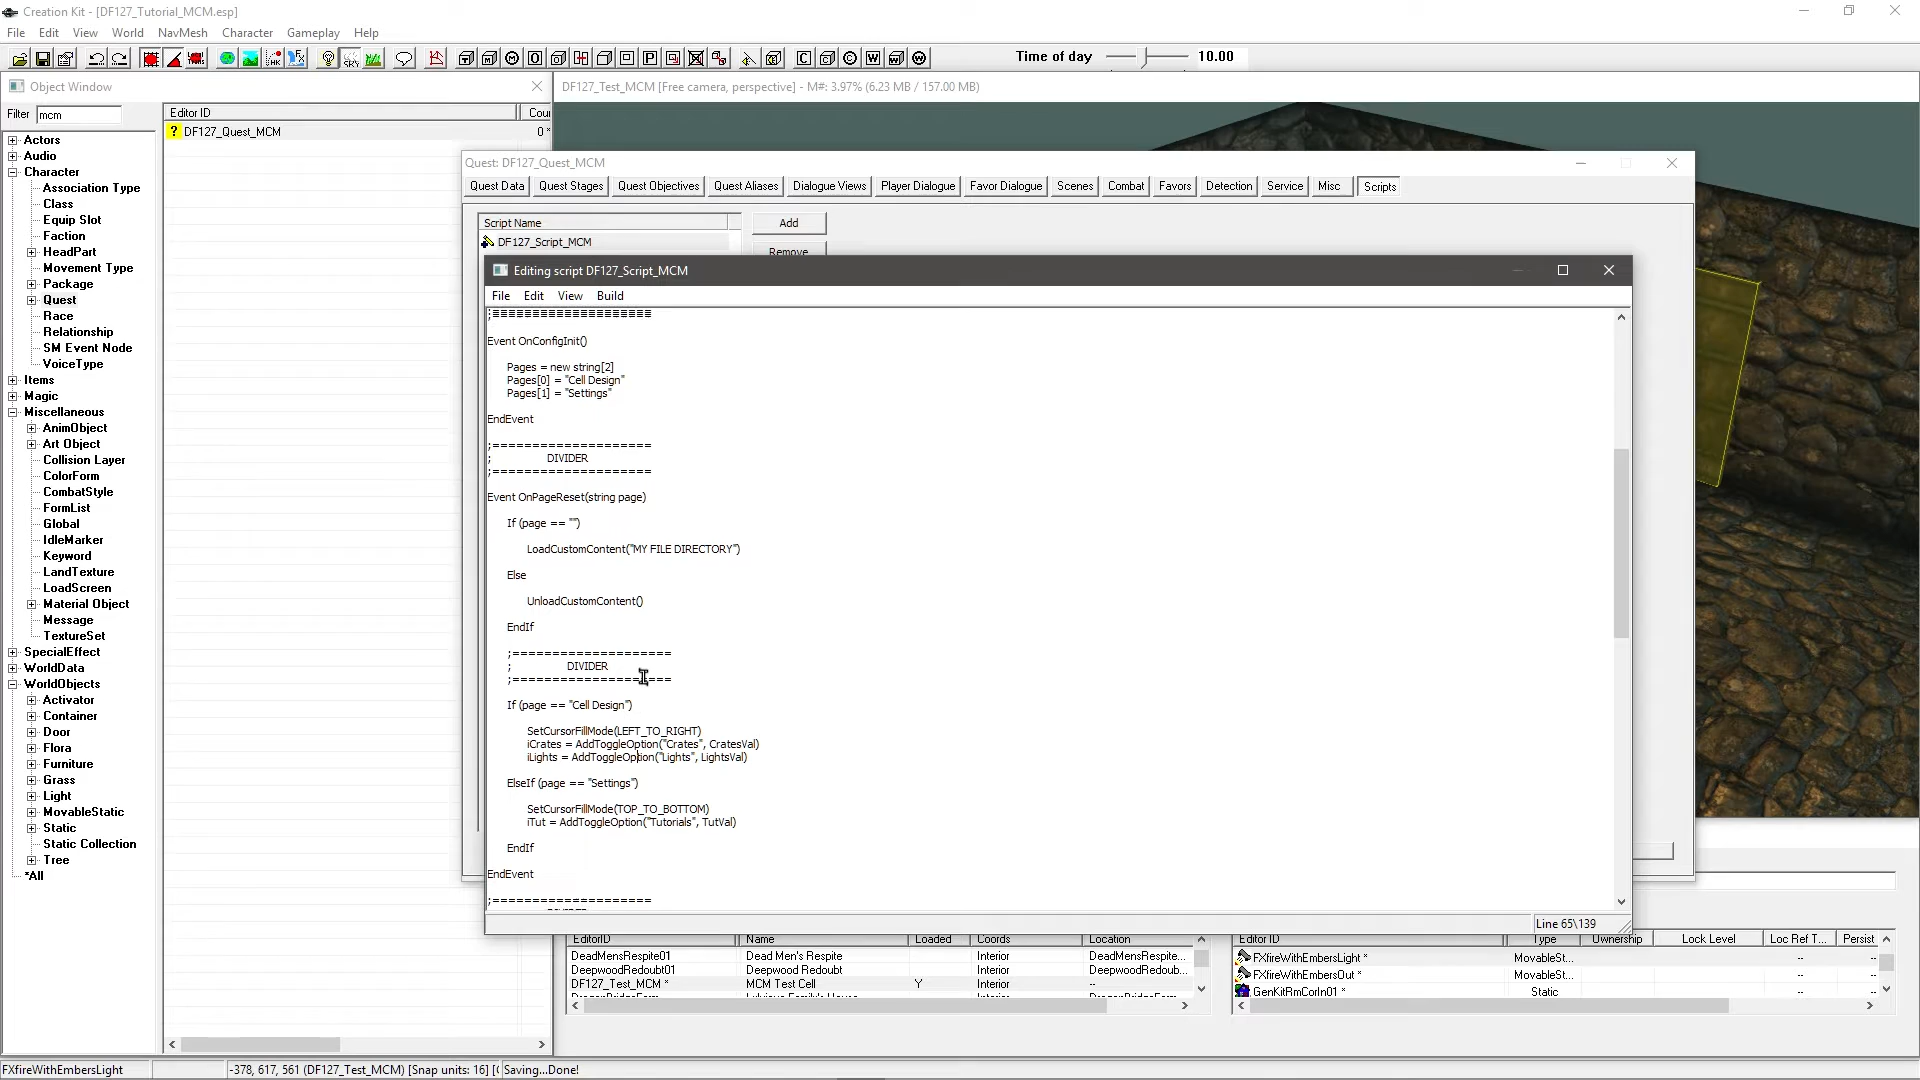 Creation Kit - [DF127_Tutorial_MCM.esp]
File Edit View World NavMesh Character Gameplay Help
Time of day 10.00
Object Window
Filter mcm
Editor ID Cou
DF127_Quest_MCM 0 *
Actors
Audio
Character
Association Type
Class
Equip Slot
Faction
HeadPart
Movement Type
Package
Quest
Race
Relationship
SM Event Node
VoiceType
Items
Magic
Miscellaneous
AnimObject
Art Object
Collision Layer
ColorForm
CombatStyle
FormList
Global
IdleMarker
Keyword
LandTexture
LoadScreen
Material Object
Message
TextureSet
SpecialEffect
WorldData
WorldObjects
Activator
Container
Door
Flora
Furniture
Grass
Light
MovableStatic
Static
Static Collection
Tree
*All
DF127_Test_MCM [Free camera, perspective] - M#: 3.97% (6.23 MB / 157.00 MB)
Quest: DF127_Quest_MCM
Quest Data Quest Stages Quest Objectives Quest Aliases Dialogue Views Player Dialogue Favor Dialogue Scenes Combat Favors Detection Service Misc Scripts
Script Name
DF127_Script_MCM
Add
Remove
Editing script DF127_Script_MCM
File Edit View Build
;====================
Event OnConfigInit()
Pages = new string[2]
Pages[0] = "Cell Design"
Pages[1] = "Settings"
EndEvent
;====================
; DIVIDER
;====================
Event OnPageReset(string page)
If (page == "")
LoadCustomContent("MY FILE DIRECTORY")
Else
UnloadCustomContent()
EndIf
;====================
; DIVIDER
;====================
If (page == "Cell Design")
SetCursorFillMode(LEFT_TO_RIGHT)
iCrates = AddToggleOption("Crates", CratesVal)
iLights = AddToggleOption("Lights", LightsVal)
ElseIf (page == "Settings")
SetCursorFillMode(TOP_TO_BOTTOM)
iTut = AddToggleOption("Tutorials", TutVal)
EndIf
EndEvent
;====================
Line 65\139
EditorID Name Loaded Coords Location
DeadMensRespite01 Dead Men's Respite Interior DeadMensRespite...
DeepwoodRedoubt01 Deepwood Redoubt Interior DeepwoodRedoub...
DF127_Test_MCM * MCM Test Cell Y Interior --
Editor ID Type Ownership Lock Level Loc Ref T... Persist
FXfireWithEmbersLight * MovableSt... -- --
FXfireWithEmbersOut * MovableSt... -- --
GenKitRmCorIn01 * Static -- --
FXfireWithEmbersLight -378, 617, 561 (DF127_Test_MCM) [Snap units: 16] [ Saving...Done!